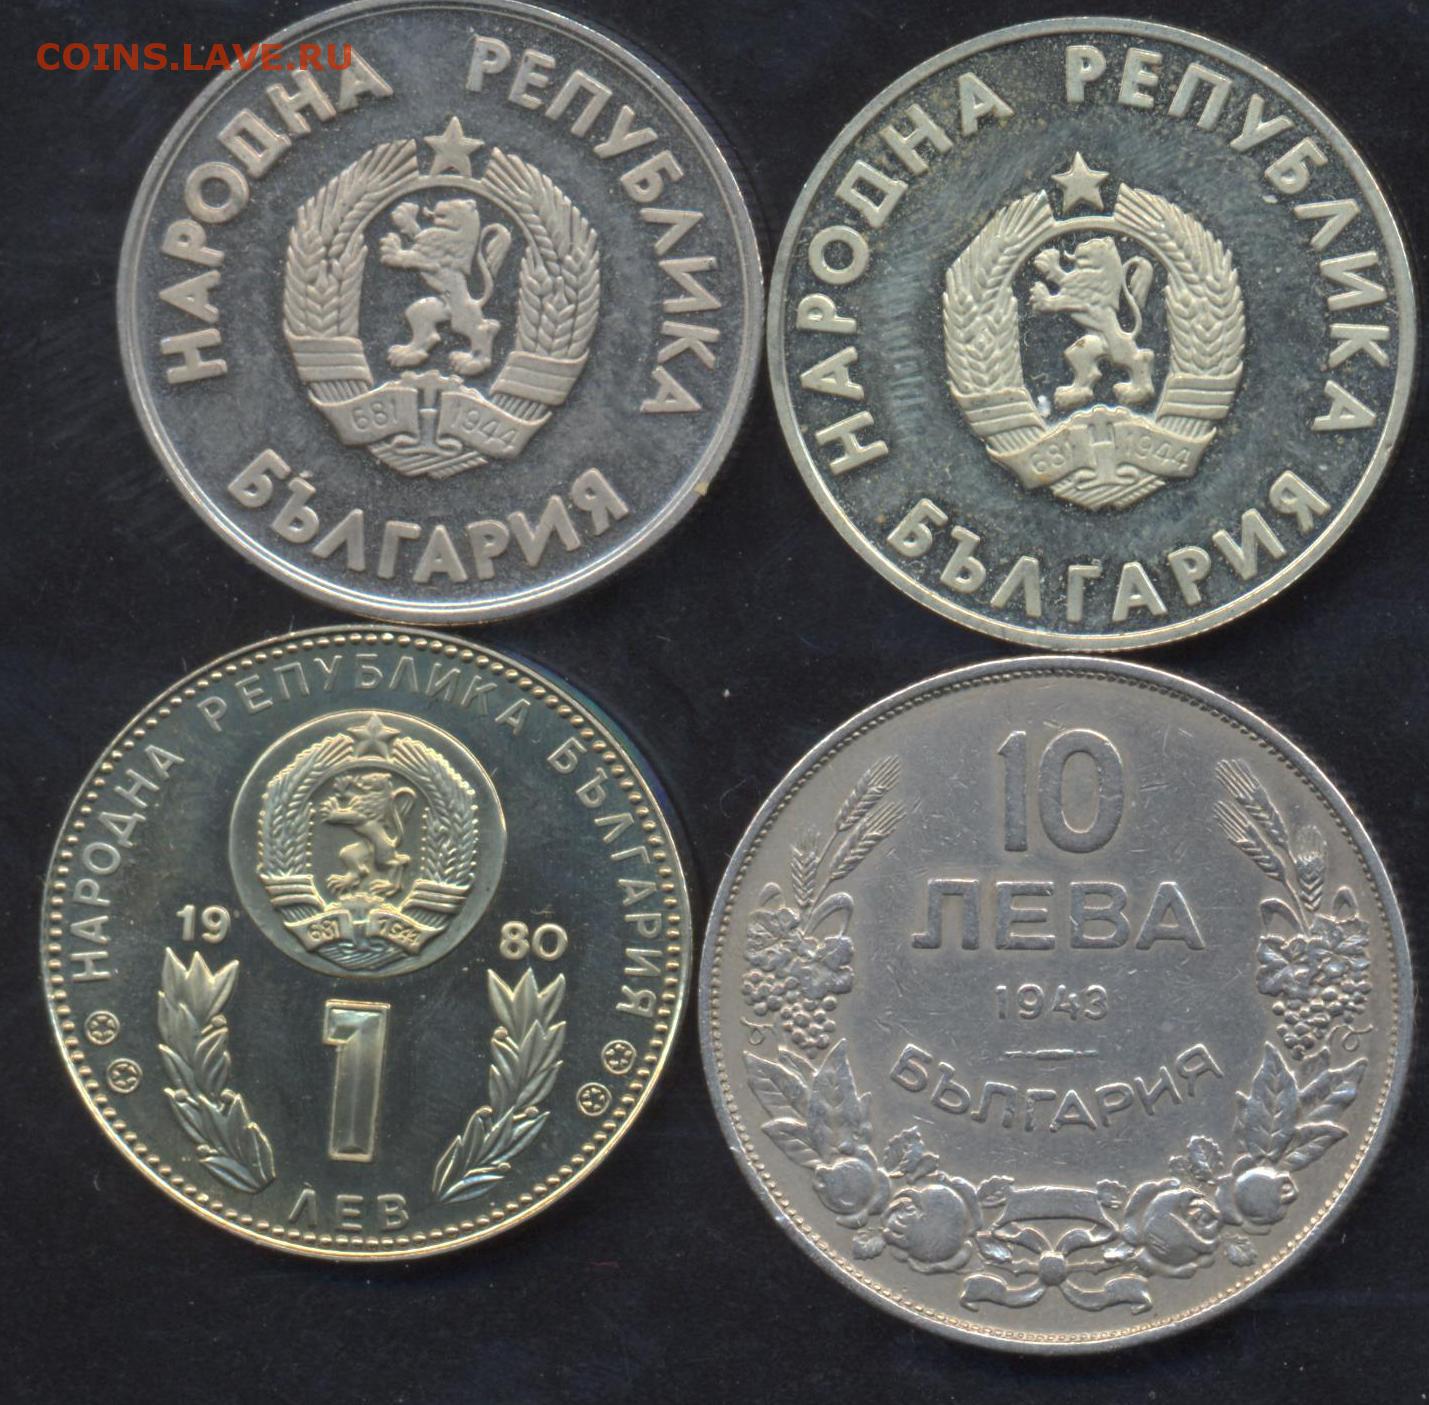 COINS.LAVE.RU
НАРОДНА РЕПУБЛИКА
681 1944
БЪЛГАРИЯ
НАРОДНА РЕПУБЛИКА
681 1944
БЪЛГАРИЯ
НАРОДНА РЕПУБЛИКА БЪЛГАРИЯ
681 1944
19 80
1
ЛЕВ
10
ЛЕВА
1943
БЪЛГАРИЯ